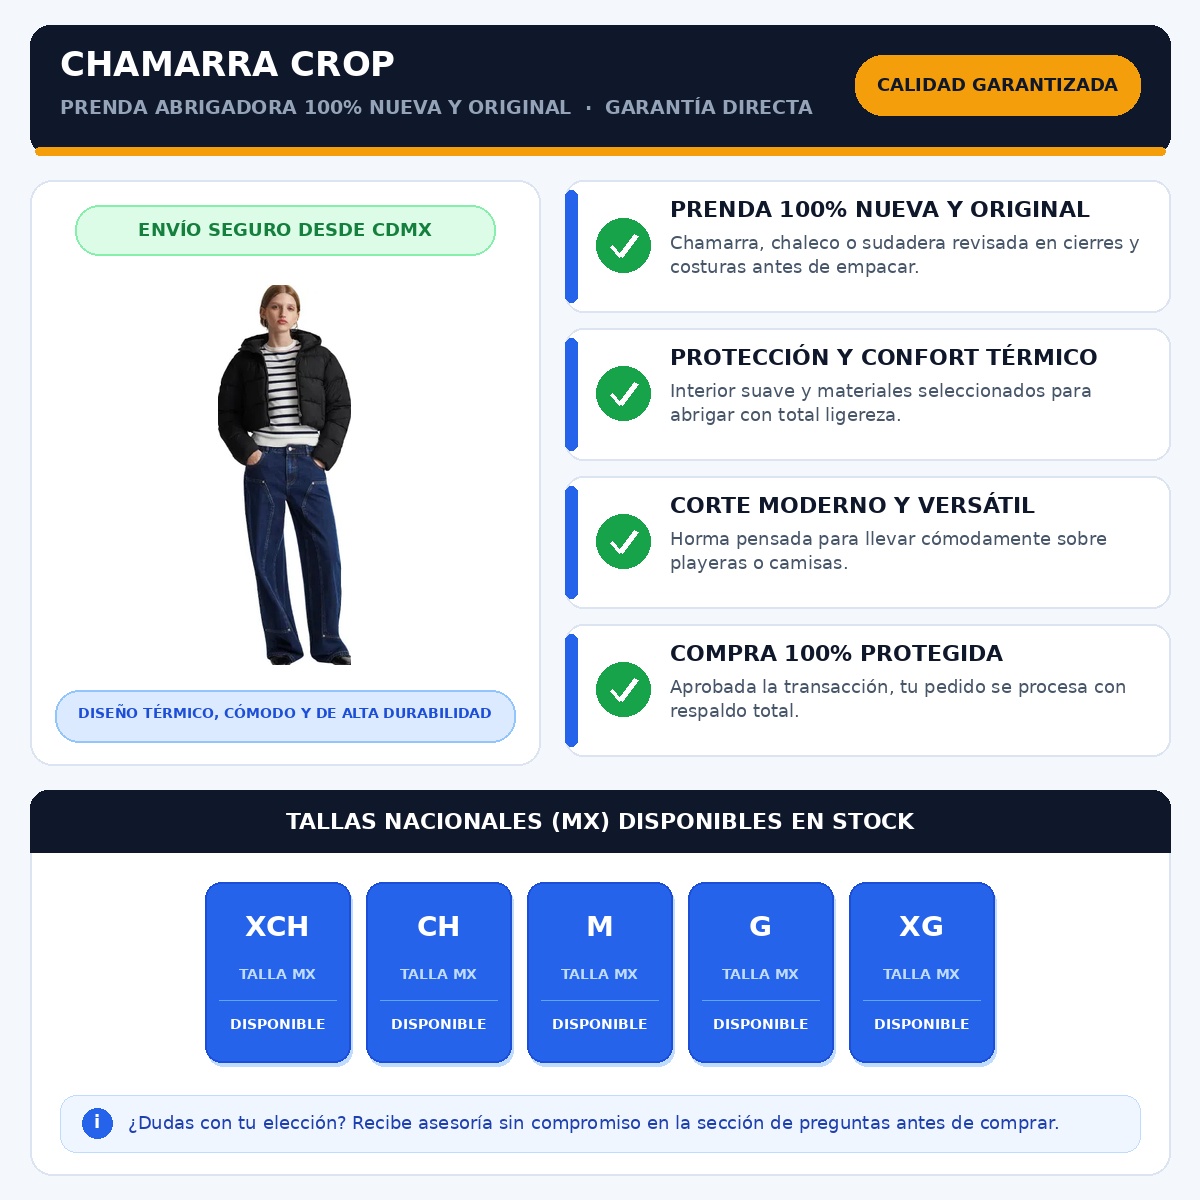 CHAMARRA CROP
PRENDA ABRIGADORA 100% NUEVA Y ORIGINAL · GARANTÍA DIRECTA
CALIDAD GARANTIZADA
ENVÍO SEGURO DESDE CDMX
DISEÑO TÉRMICO, CÓMODO Y DE ALTA DURABILIDAD
PRENDA 100% NUEVA Y ORIGINAL
Chamarra, chaleco o sudadera revisada en cierres y
costuras antes de empacar.
PROTECCIÓN Y CONFORT TÉRMICO
Interior suave y materiales seleccionados para
abrigar con total ligereza.
CORTE MODERNO Y VERSÁTIL
Horma pensada para llevar cómodamente sobre
playeras o camisas.
COMPRA 100% PROTEGIDA
Aprobada la transacción, tu pedido se procesa con
respaldo total.
TALLAS NACIONALES (MX) DISPONIBLES EN STOCK
XCH
TALLA MX
DISPONIBLE
CH
TALLA MX
DISPONIBLE
M
TALLA MX
DISPONIBLE
G
TALLA MX
DISPONIBLE
XG
TALLA MX
DISPONIBLE
i ¿Dudas con tu elección? Recibe asesoría sin compromiso en la sección de preguntas antes de comprar.